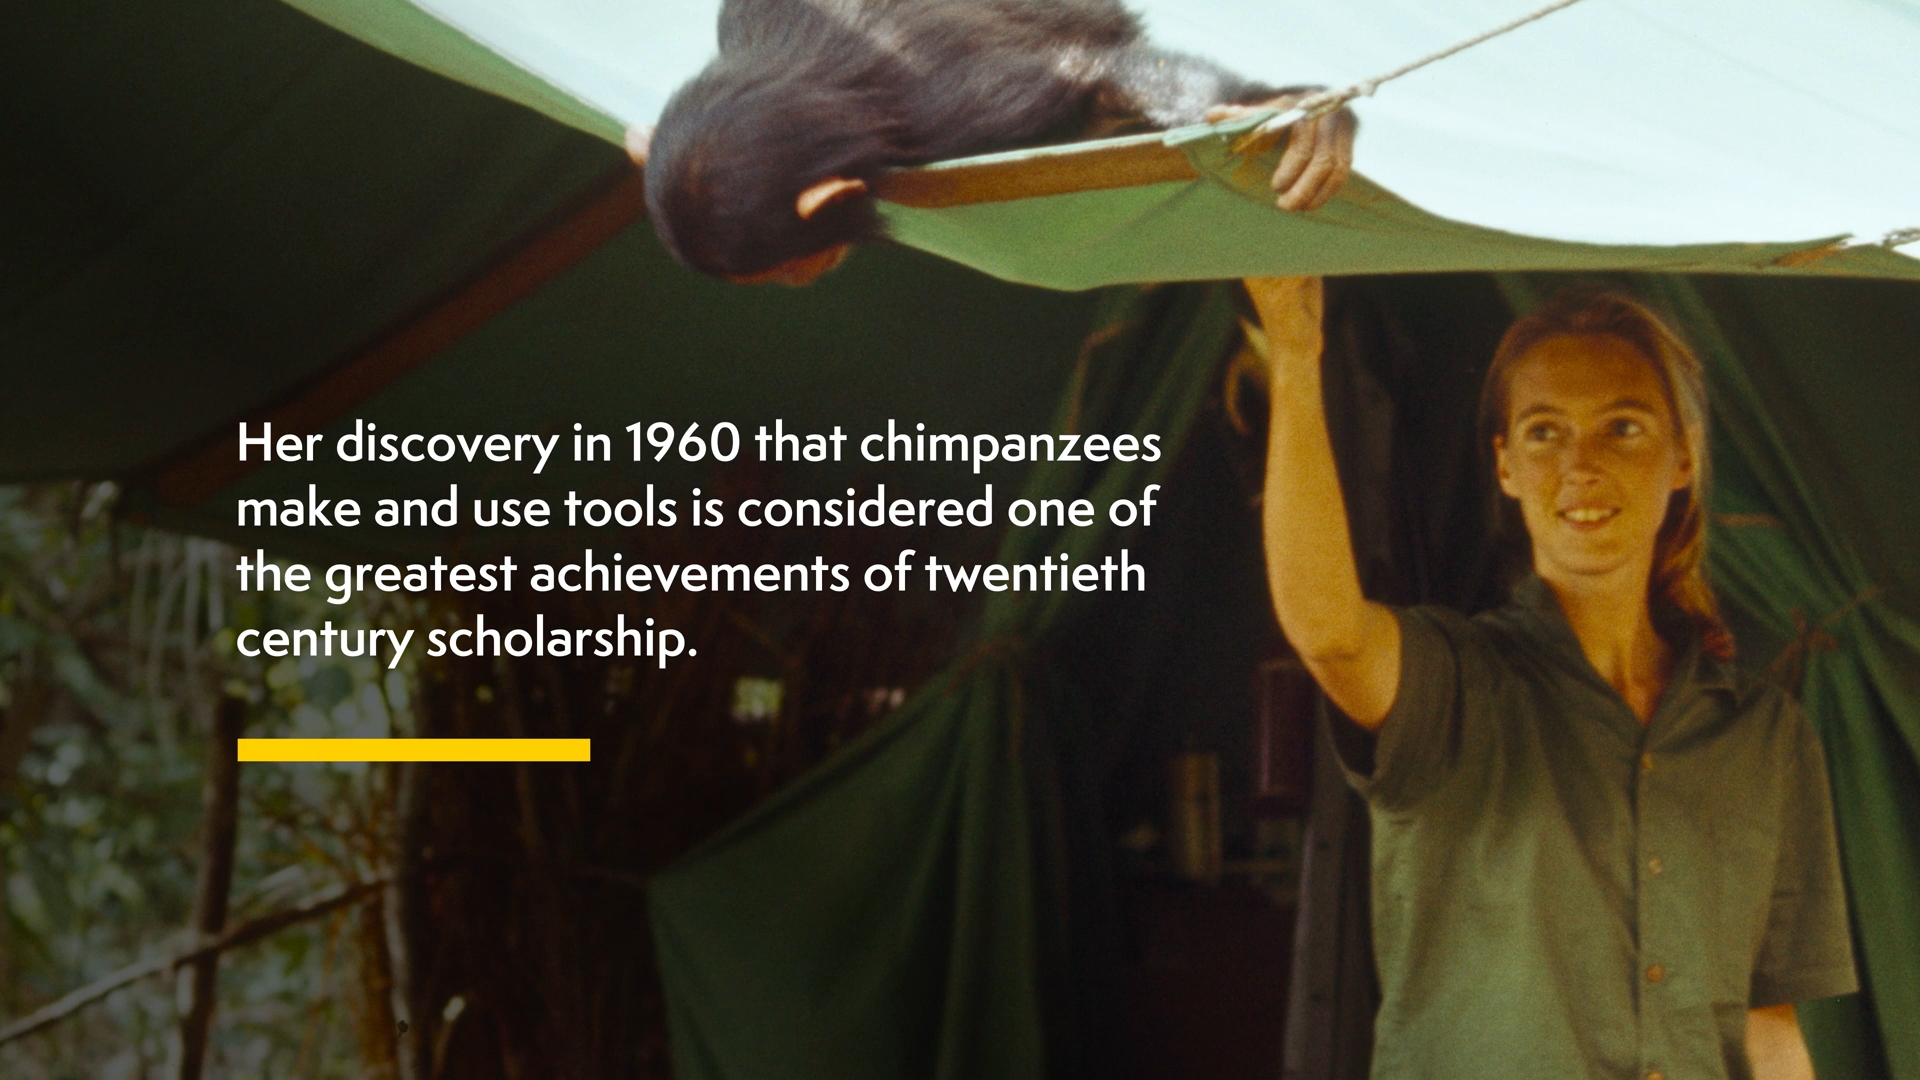 Her discovery in 1960 that chimpanzees
make and use tools is considered one of
the greatest achievements of twentieth
century scholarship.